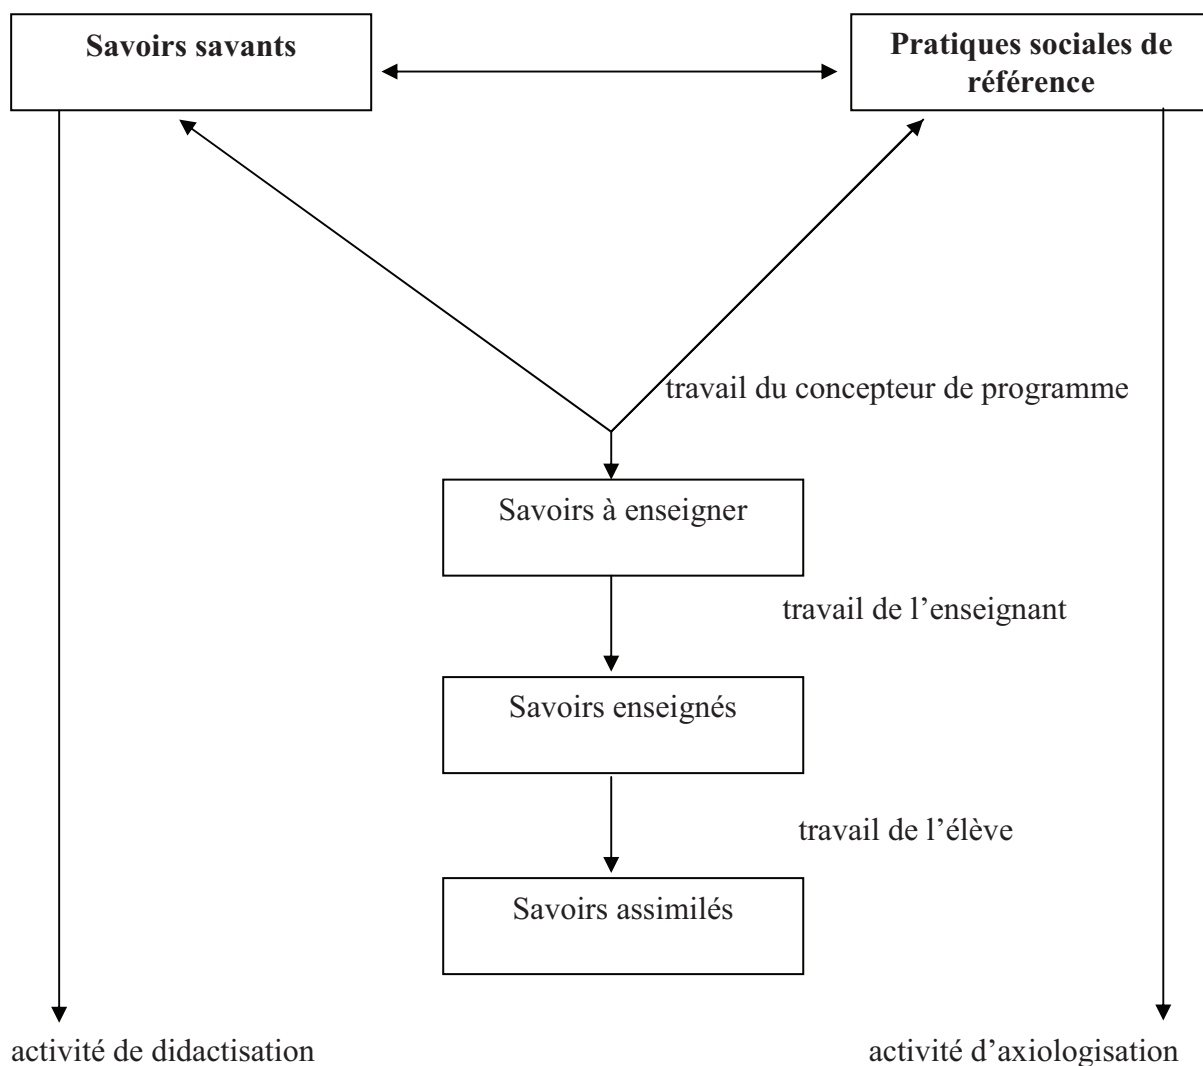 Savoirs savants
Pratiques sociales de
référence
travail du concepteur de programme
Savoirs à enseigner
travail de l’enseignant
Savoirs enseignés
travail de l’élève
Savoirs assimilés
activité de didactisation
activité d’axiologisation